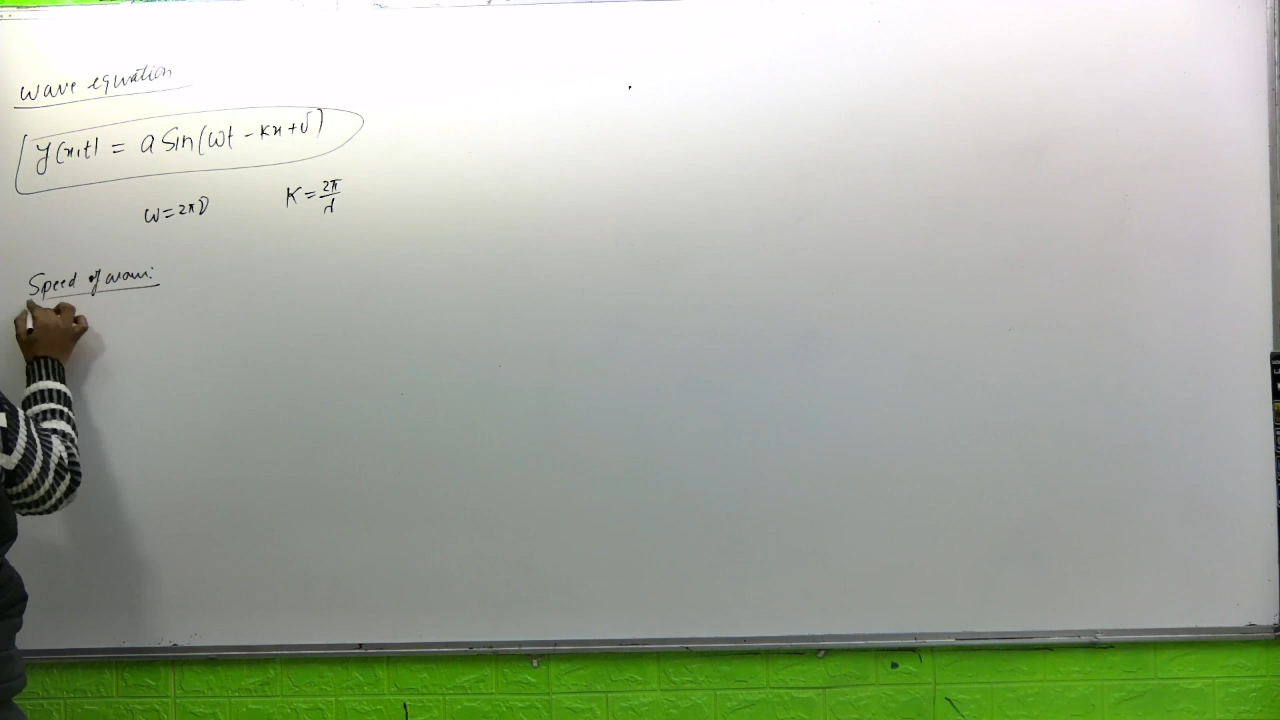 wave equation
y(x,t) = a Sin(ωt - kx + δ)
ω = 2πν K = 2π/λ
Speed of wave: